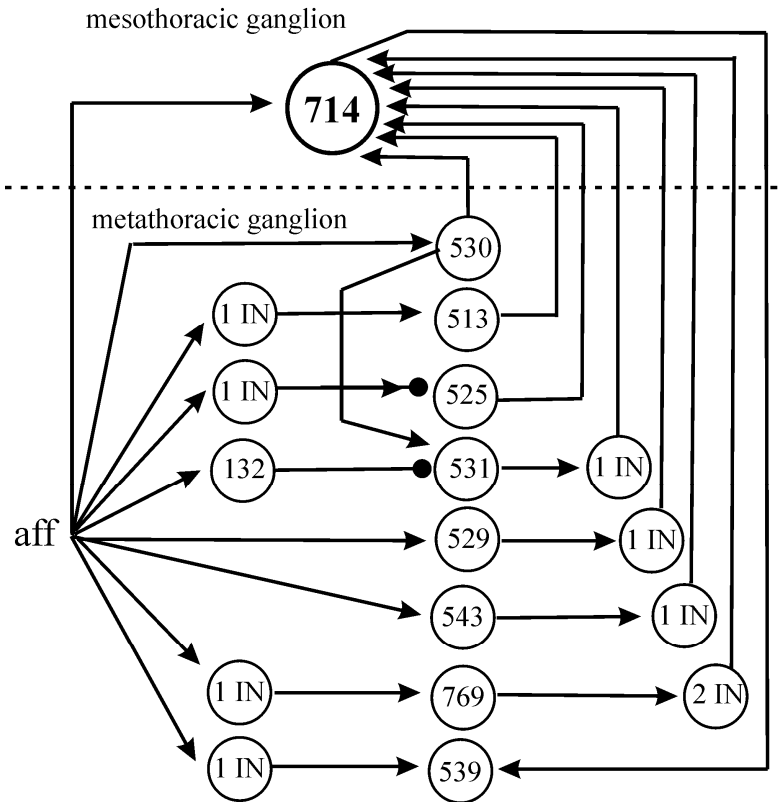 mesothoracic ganglion
714
metathoracic ganglion
530
1 IN
513
1 IN
525
132
531
1 IN
aff
529
1 IN
543
1 IN
1 IN
769
2 IN
1 IN
539